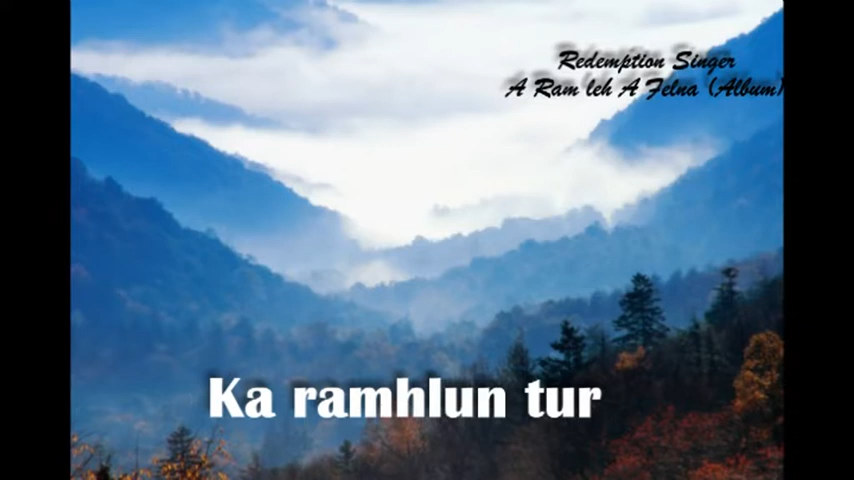 Redemption Singer
A Ram leh A Felna (Album)
Ka ramhlun tur